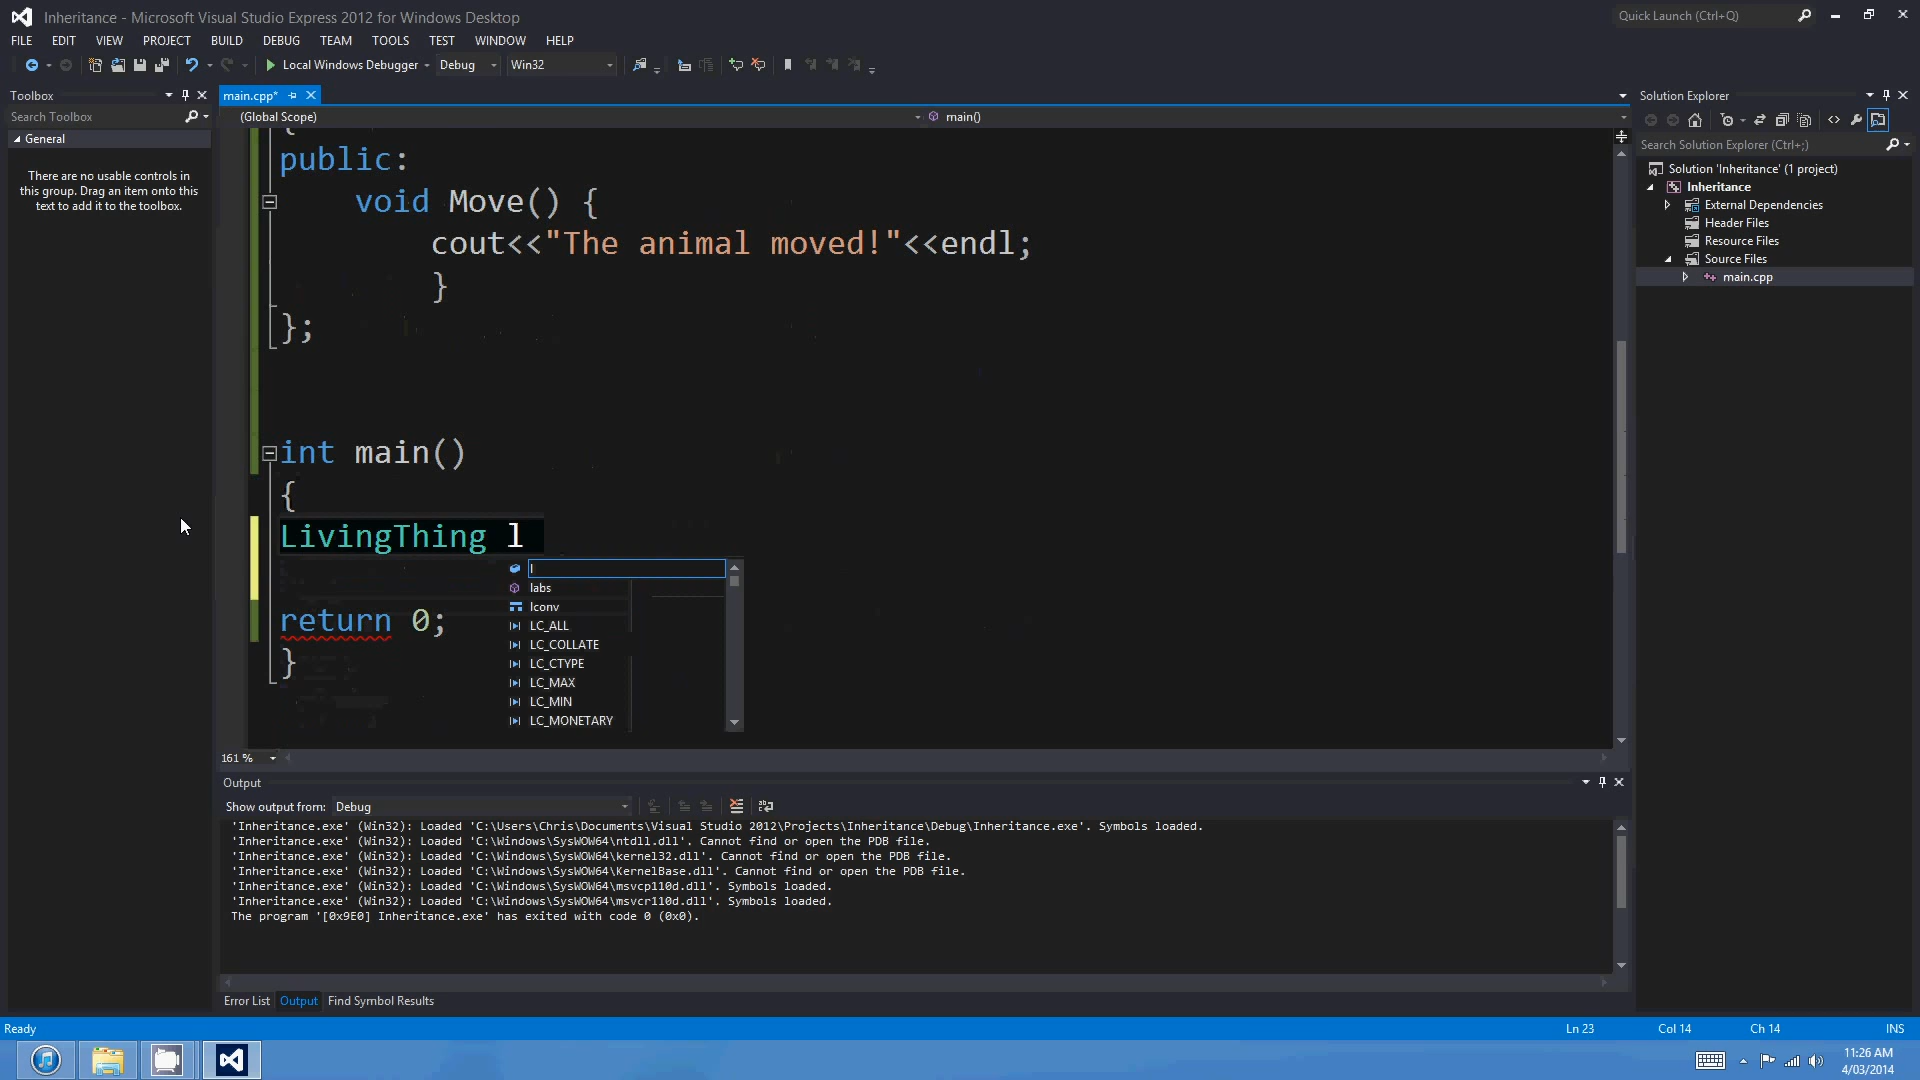 Inheritance - Microsoft Visual Studio Express 2012 for Windows Desktop
Quick Launch (Ctrl+Q)
FILE EDIT VIEW PROJECT BUILD DEBUG TEAM TOOLS TEST WINDOW HELP
Local Windows Debugger Debug Win32
Toolbox
Search Toolbox
General
There are no usable controls in
this group. Drag an item onto this
text to add it to the toolbox.
main.cpp*
(Global Scope) main()
{
public:
void Move() {
cout<<"The animal moved!"<<endl;
}
};
int main()
{
LivingThing l
l
labs
lconv
LC_ALL
LC_COLLATE
LC_CTYPE
LC_MAX
LC_MIN
LC_MONETARY
return 0;
}
161 %
Solution Explorer
Search Solution Explorer (Ctrl+;)
Solution 'Inheritance' (1 project)
Inheritance
External Dependencies
Header Files
Resource Files
Source Files
main.cpp
Output
Show output from: Debug
'Inheritance.exe' (Win32): Loaded 'C:\Users\Chris\Documents\Visual Studio 2012\Projects\Inheritance\Debug\Inheritance.exe'. Symbols loaded.
'Inheritance.exe' (Win32): Loaded 'C:\Windows\SysWOW64\ntdll.dll'. Cannot find or open the PDB file.
'Inheritance.exe' (Win32): Loaded 'C:\Windows\SysWOW64\kernel32.dll'. Cannot find or open the PDB file.
'Inheritance.exe' (Win32): Loaded 'C:\Windows\SysWOW64\KernelBase.dll'. Cannot find or open the PDB file.
'Inheritance.exe' (Win32): Loaded 'C:\Windows\SysWOW64\msvcp110d.dll'. Symbols loaded.
'Inheritance.exe' (Win32): Loaded 'C:\Windows\SysWOW64\msvcr110d.dll'. Symbols loaded.
The program '[0x9E0] Inheritance.exe' has exited with code 0 (0x0).
Error List Output Find Symbol Results
Ready Ln 23 Col 14 Ch 14 INS
11:26 AM
4/03/2014